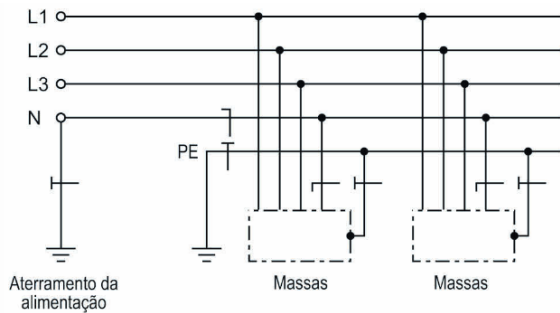 L1
L2
L3
N
PE
Aterramento da
alimentação
Massas
Massas